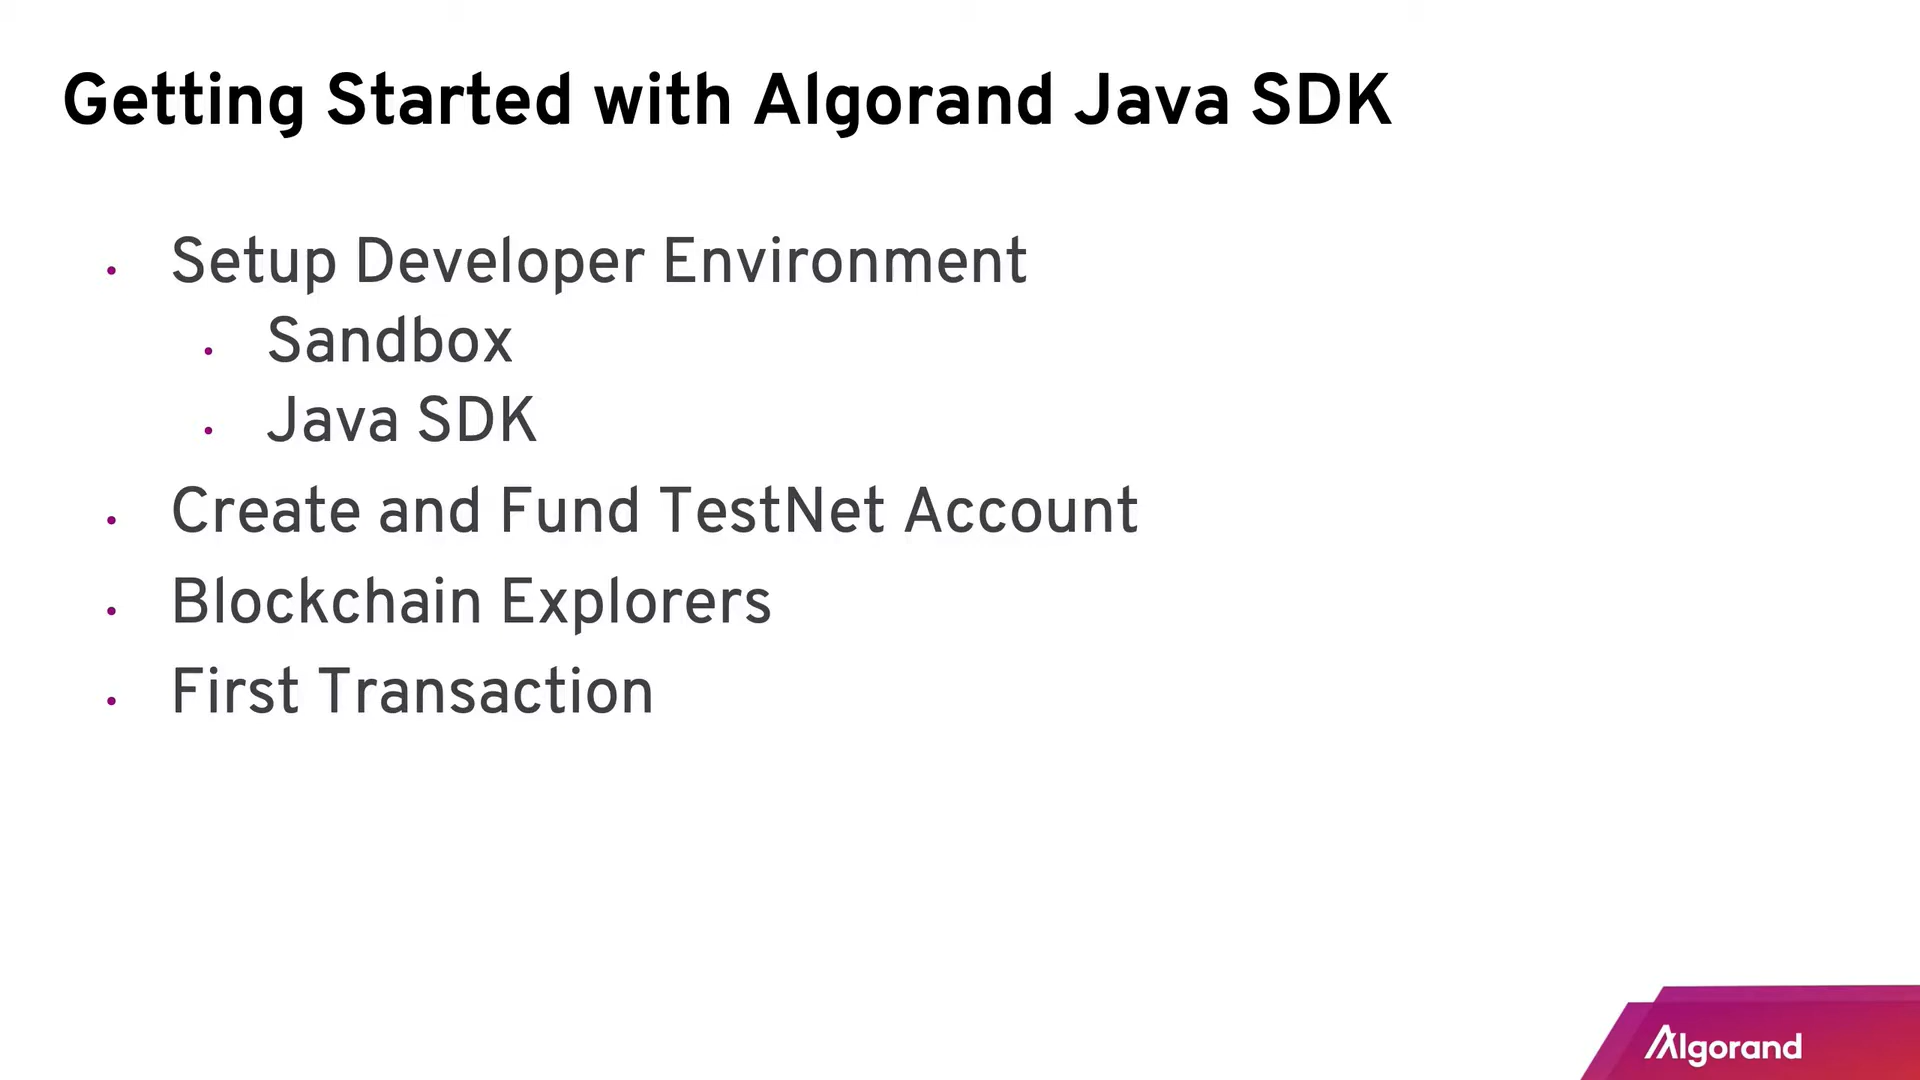 Getting Started with Algorand Java SDK
• Setup Developer Environment
• Sandbox
• Java SDK
• Create and Fund TestNet Account
• Blockchain Explorers
• First Transaction
Algorand